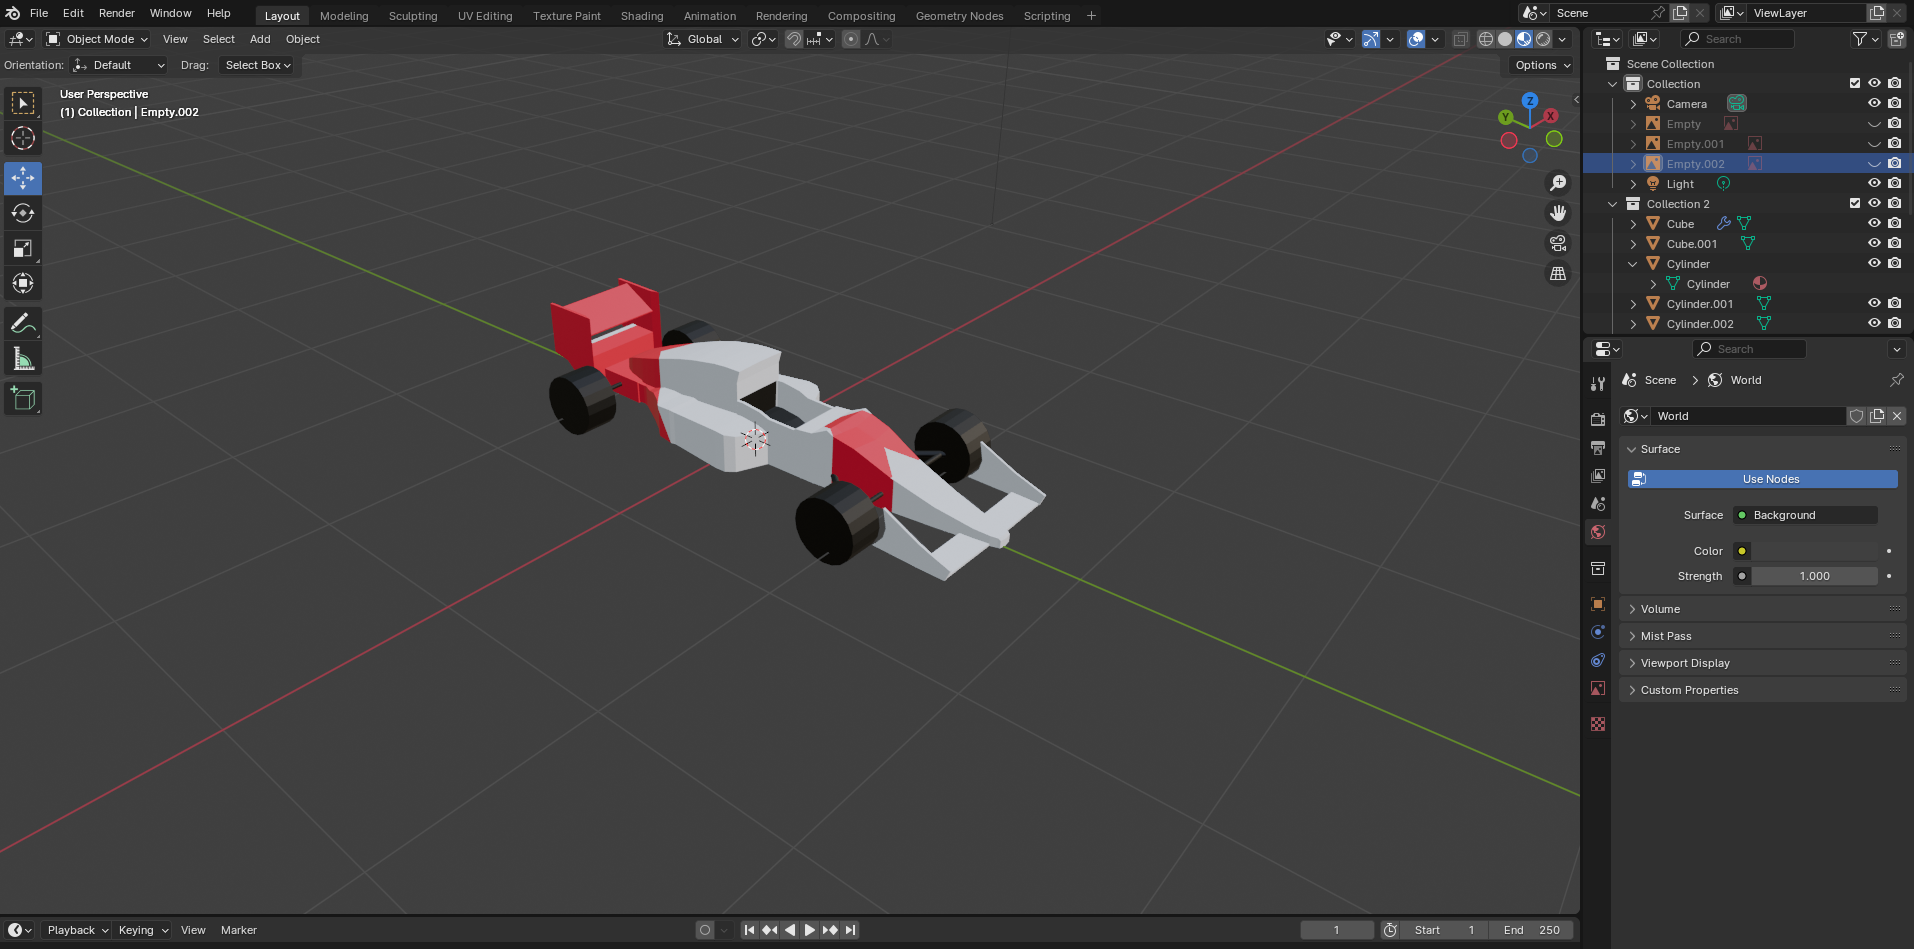 File Edit Render Window Help
Layout Modeling Sculpting UV Editing Texture Paint Shading Animation Rendering Compositing Geometry Nodes Scripting +
Scene
ViewLayer
Object Mode View Select Add Object
Global
Search
Orientation: Default Drag: Select Box
Options
User Perspective
(1) Collection | Empty.002
Z
Y
X
Scene Collection
Collection
Camera
Empty
Empty.001
Empty.002
Light
Collection 2
Cube
Cube.001
Cylinder
Cylinder
Cylinder.001
Cylinder.002
Search
Scene > World
World
Surface
Use Nodes
Surface Background
Color
Strength 1.000
Volume
Mist Pass
Viewport Display
Custom Properties
Playback Keying View Marker
1
Start 1
End 250